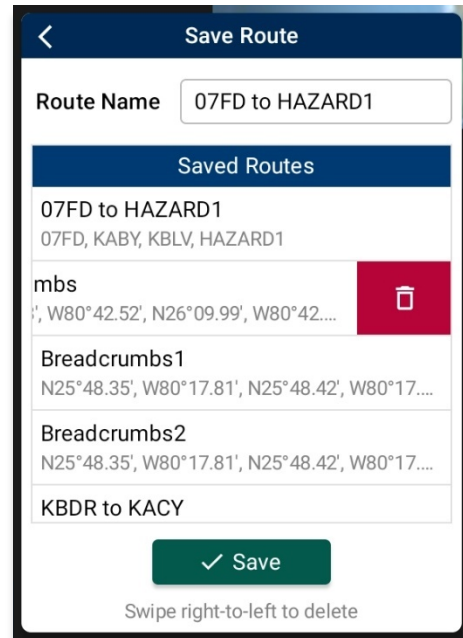 Save Route
Route Name 07FD to HAZARD1
Saved Routes
07FD to HAZARD1
07FD, KABY, KBLV, HAZARD1
mbs
', W80°42.52', N26°09.99', W80°42....
Breadcrumbs1
N25°48.35', W80°17.81', N25°48.42', W80°17....
Breadcrumbs2
N25°48.35', W80°17.81', N25°48.42', W80°17....
KBDR to KACY
Save
Swipe right-to-left to delete